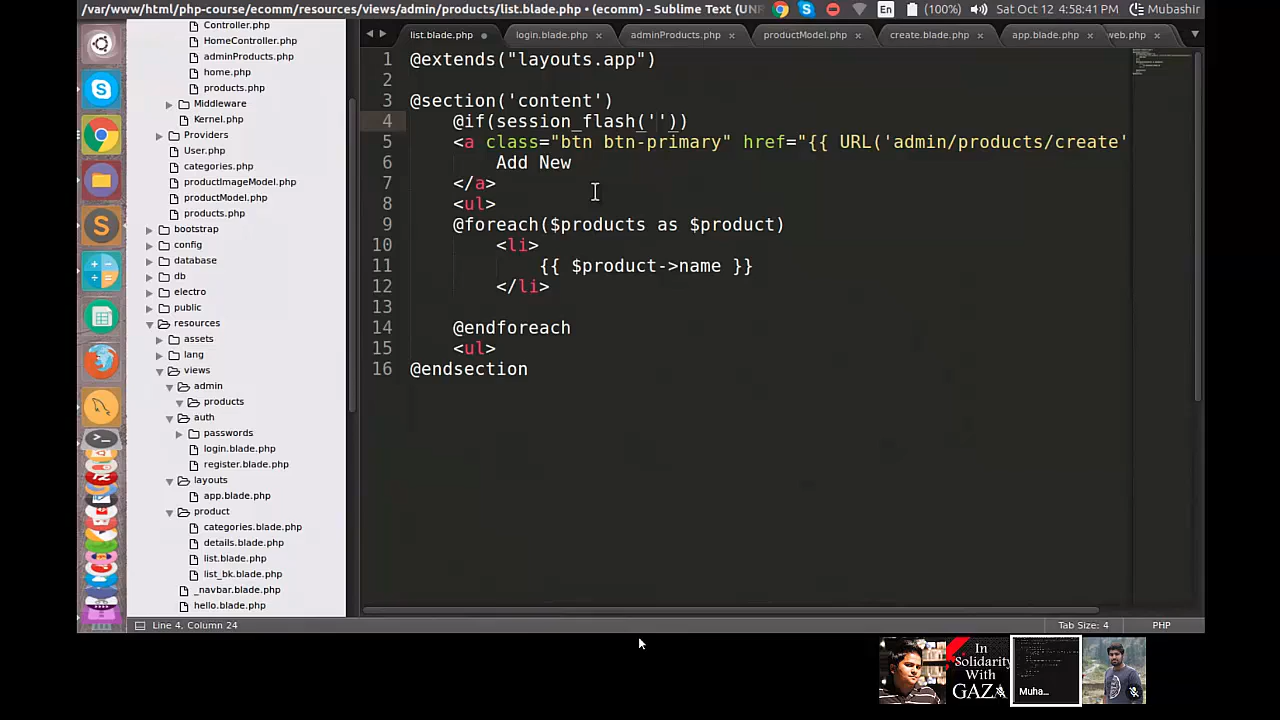 /var/www/html/php-course/ecomm/resources/views/admin/products/list.blade.php • (ecomm) - Sublime Text (UNR
En (100%) Sat Oct 12 4:58:41 PM Mubashir
Controller.php
HomeController.php
adminProducts.php
home.php
products.php
Middleware
Kernel.php
Providers
User.php
categories.php
productImageModel.php
productModel.php
products.php
bootstrap
config
database
db
electro
public
resources
assets
lang
views
admin
products
auth
passwords
login.blade.php
register.blade.php
layouts
app.blade.php
product
categories.blade.php
details.blade.php
list.blade.php
list_bk.blade.php
_navbar.blade.php
hello.blade.php
list.blade.php login.blade.php adminProducts.php productModel.php create.blade.php app.blade.php web.php
1 @extends("layouts.app")
2
3 @section('content')
4 @if(session_flash(''))
5 <a class="btn btn-primary" href="{{ URL('admin/products/create'
6 Add New
7 </a>
8 <ul>
9 @foreach($products as $product)
10 <li>
11 {{ $product->name }}
12 </li>
13
14 @endforeach
15 <ul>
16 @endsection
Line 4, Column 24 Tab Size: 4 PHP
In
Solidarity
With
GAZA
Muha...